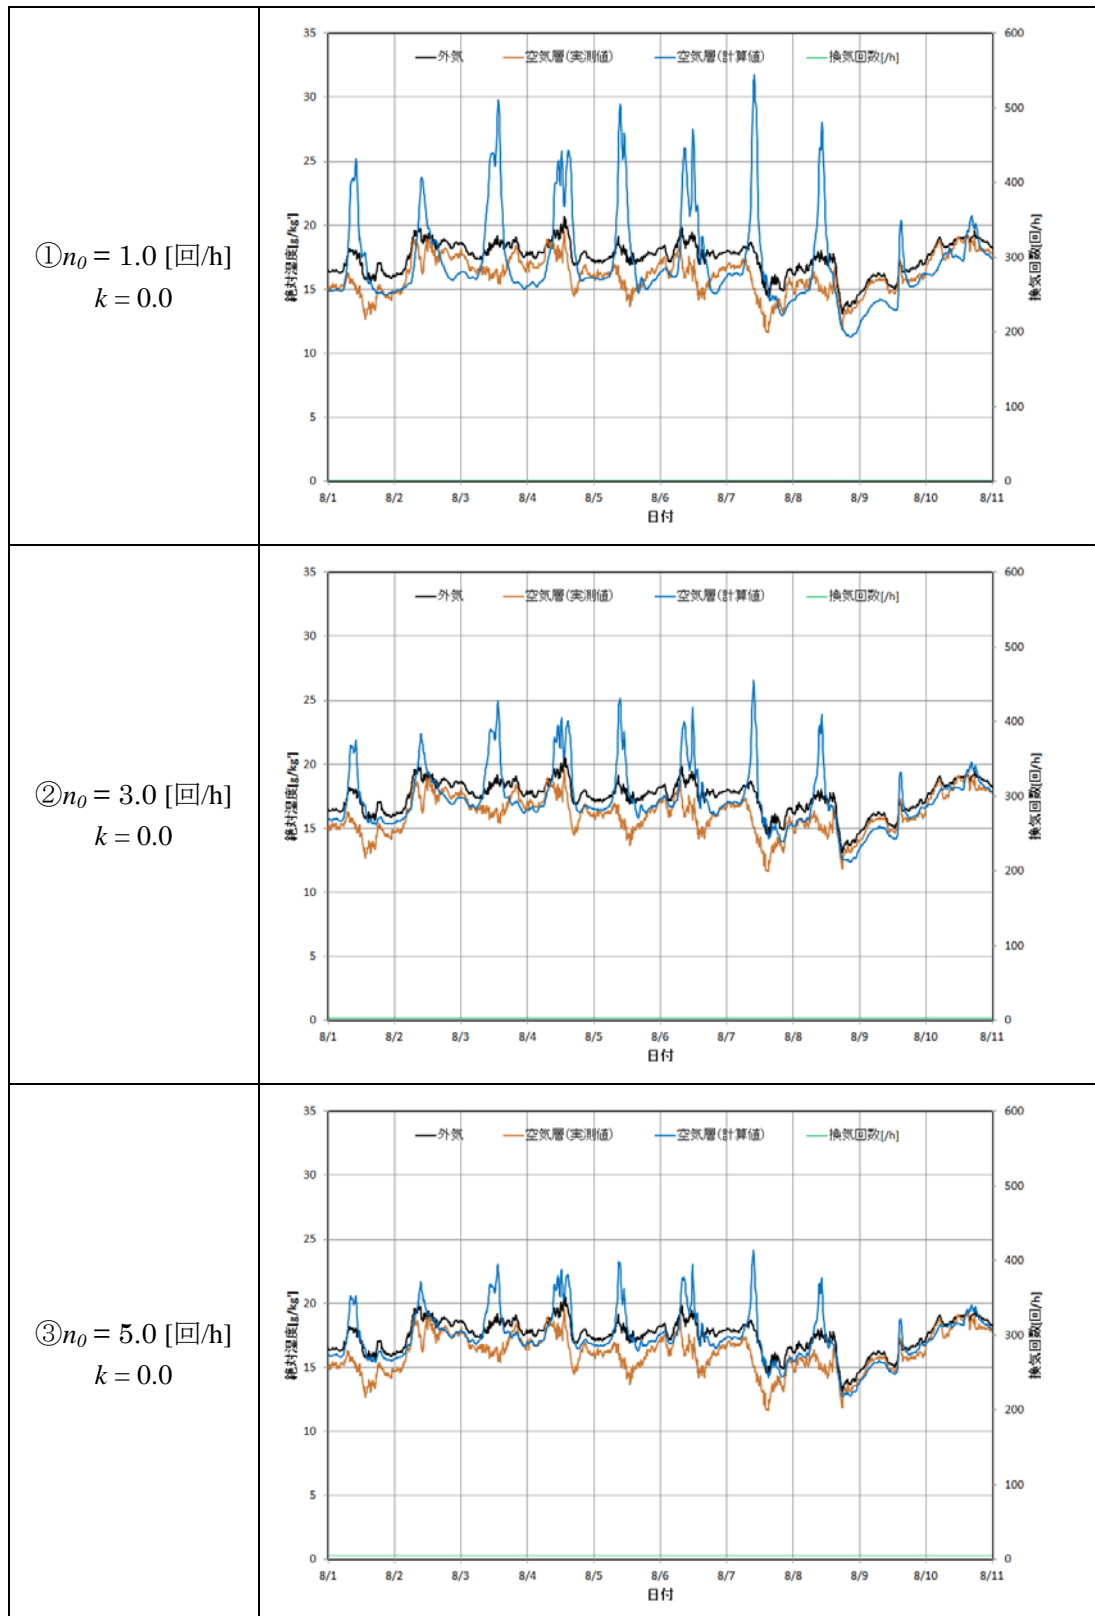 ①n₀ = 1.0 [回/h]
k = 0.0
35
30
25
20
15
10
5
0
外気
空気層(実測値)
空気層(計算値)
換気回数[/h]
600
500
400
300
200
100
0
絶対湿度[g/kg']
換気回数[回/h]
8/1
8/2
8/3
8/4
8/5
8/6
8/7
8/8
8/9
8/10
8/11
日付
②n₀ = 3.0 [回/h]
k = 0.0
35
30
25
20
15
10
5
0
外気
空気層(実測値)
空気層(計算値)
換気回数[/h]
600
500
400
300
200
100
0
絶対湿度[g/kg']
換気回数[回/h]
8/1
8/2
8/3
8/4
8/5
8/6
8/7
8/8
8/9
8/10
8/11
日付
③n₀ = 5.0 [回/h]
k = 0.0
35
30
25
20
15
10
5
0
外気
空気層(実測値)
空気層(計算値)
換気回数[/h]
600
500
400
300
200
100
0
絶対湿度[g/kg']
換気回数[回/h]
8/1
8/2
8/3
8/4
8/5
8/6
8/7
8/8
8/9
8/10
8/11
日付